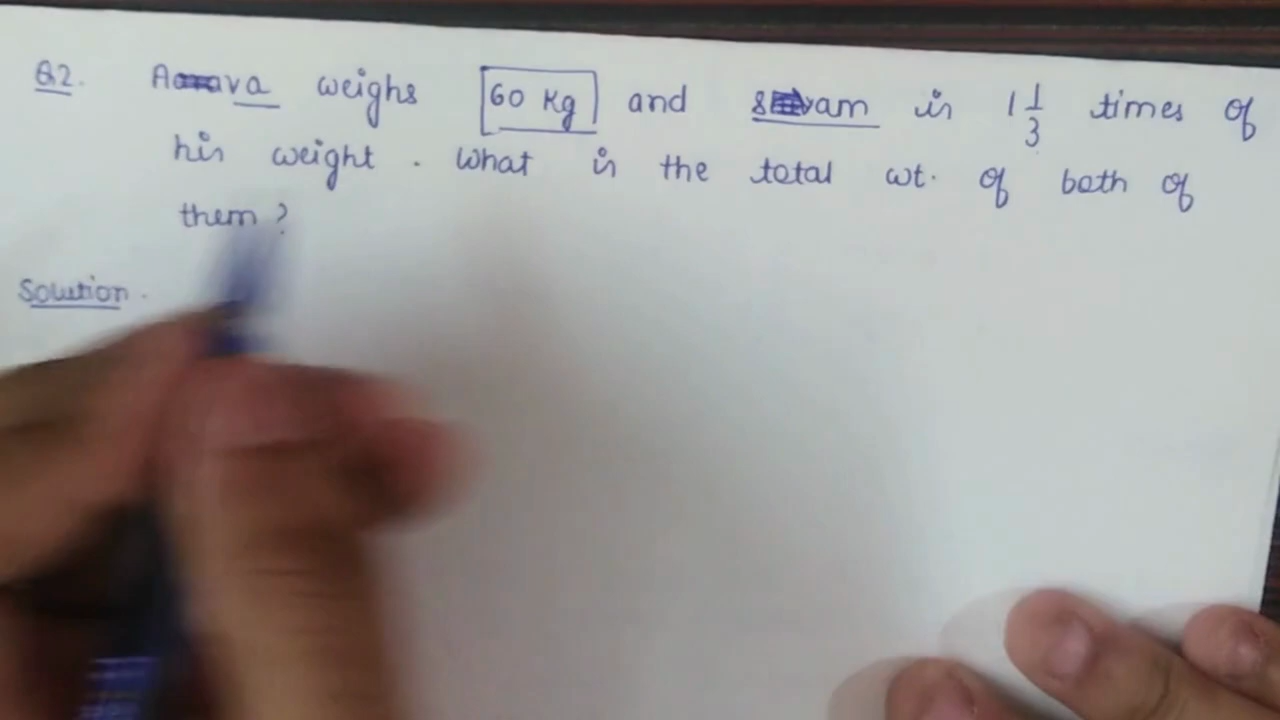 Q2. weighs 60 Kg and is 1 1/3 times of
his weight. What is the total wt. of both of
them?
Solution.